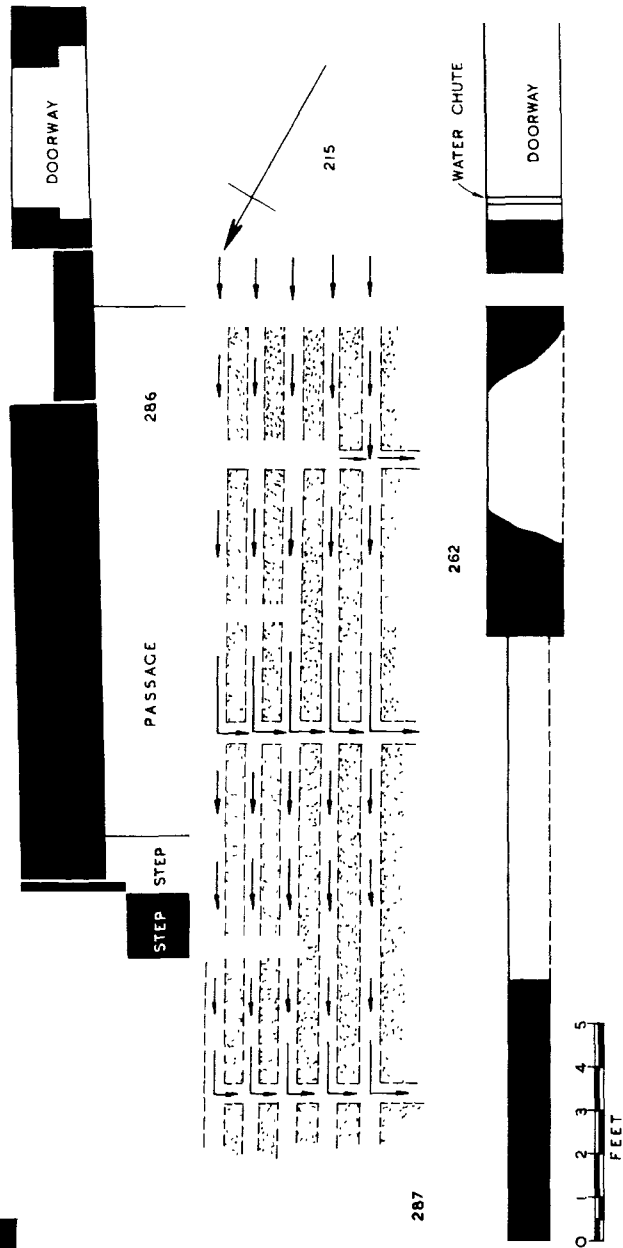 DOORWAY
215
WATER CHUTE
DOORWAY
286
262
PASSAGE
STEP
STEP
287
0 1 2 3 4 5
FEET